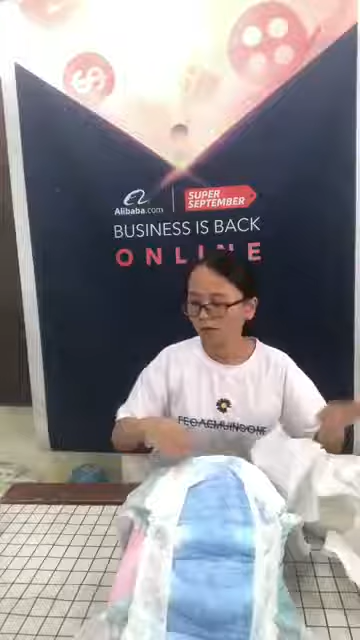 Alibaba.com
SUPER
SEPTEMBER
BUSINESS IS BACK
ONLINE